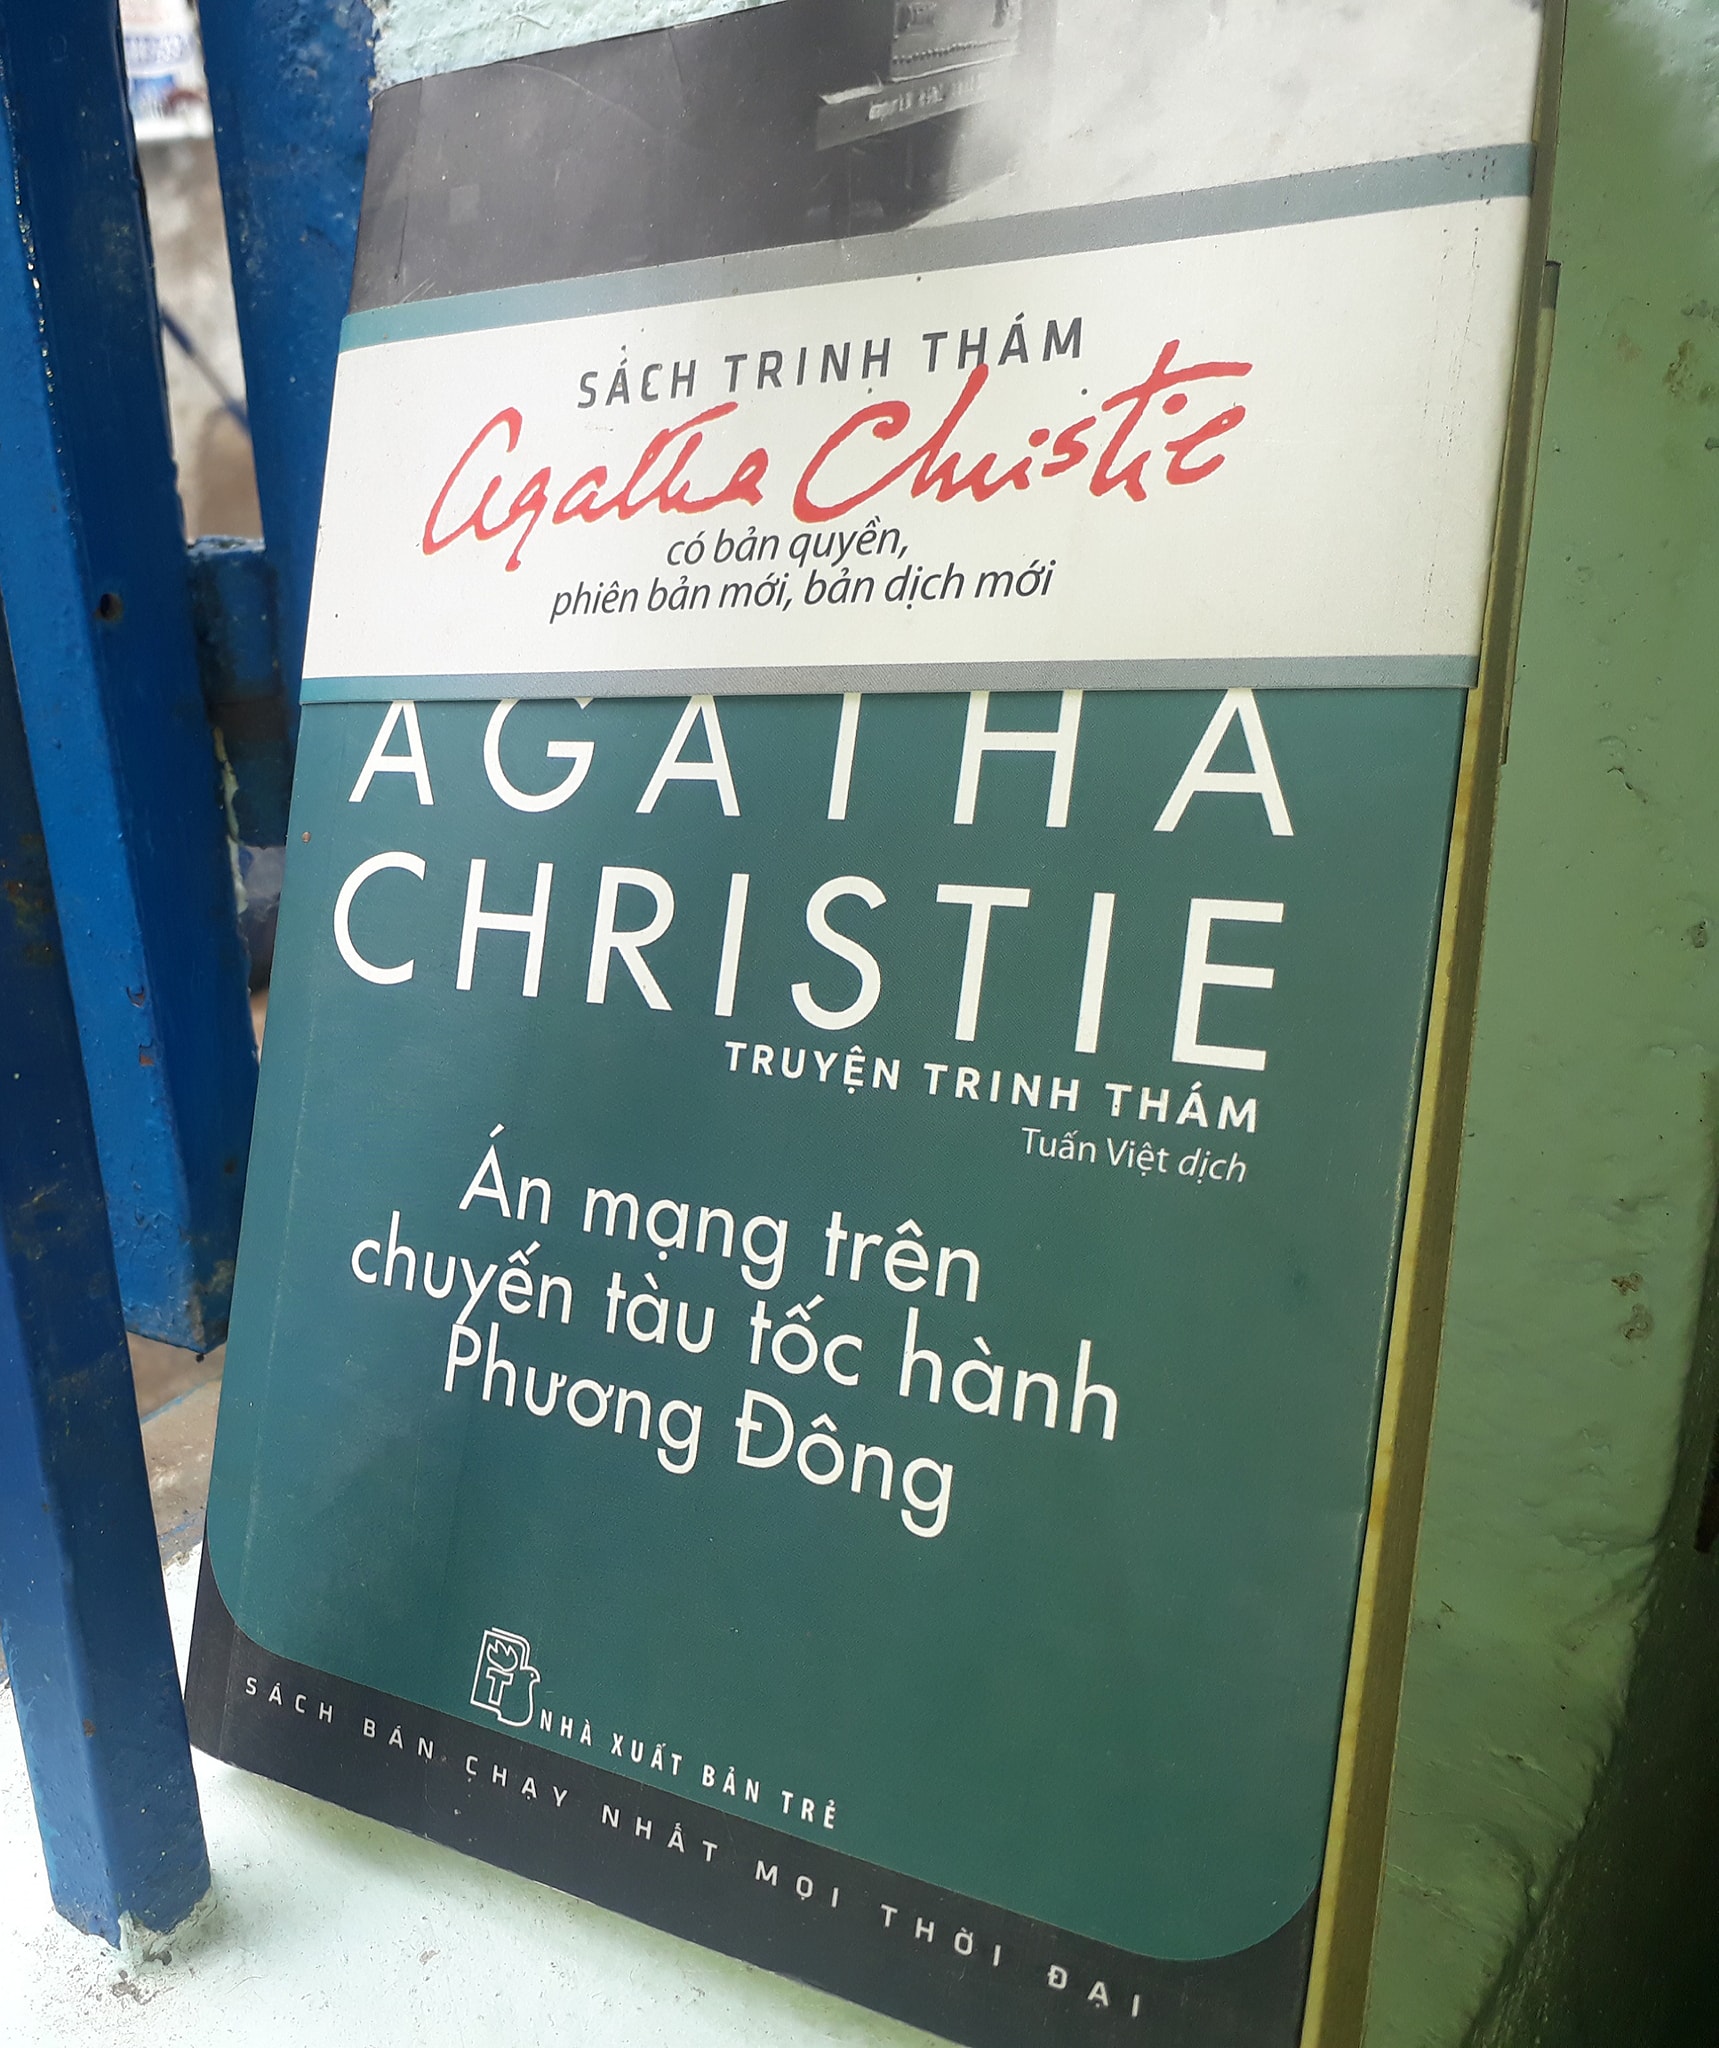 SÁCH TRINH THÁM
Agatha Christie
có bản quyền,
phiên bản mới, bản dịch mới
AGATHA
CHRISTIE
TRUYỆN TRINH THÁM
Tuấn Việt dịch
Án mạng trên
chuyến tàu tốc hành
Phương Đông
NHÀ XUẤT BẢN TRẺ
SÁCH BÁN CHẠY NHẤT MỌI THỜI ĐẠI